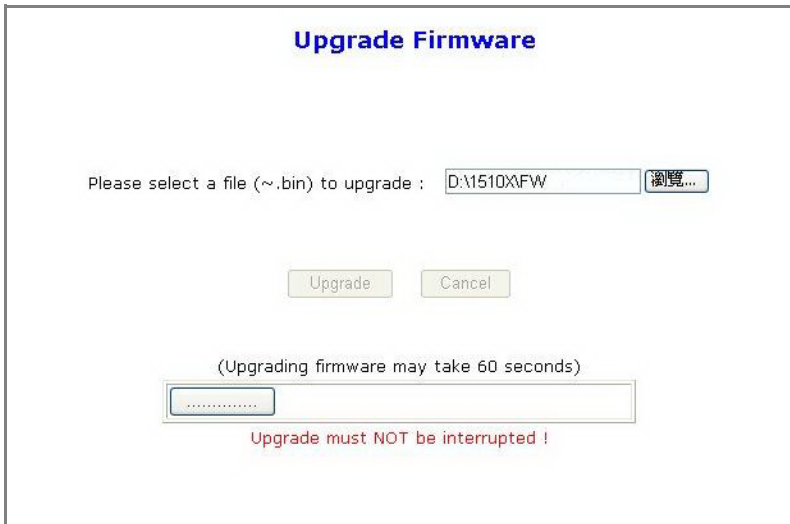 Upgrade Firmware
Please select a file (~.bin) to upgrade : D:\1510X\FW 瀏覽...
Upgrade Cancel
(Upgrading firmware may take 60 seconds)
..............
Upgrade must NOT be interrupted !